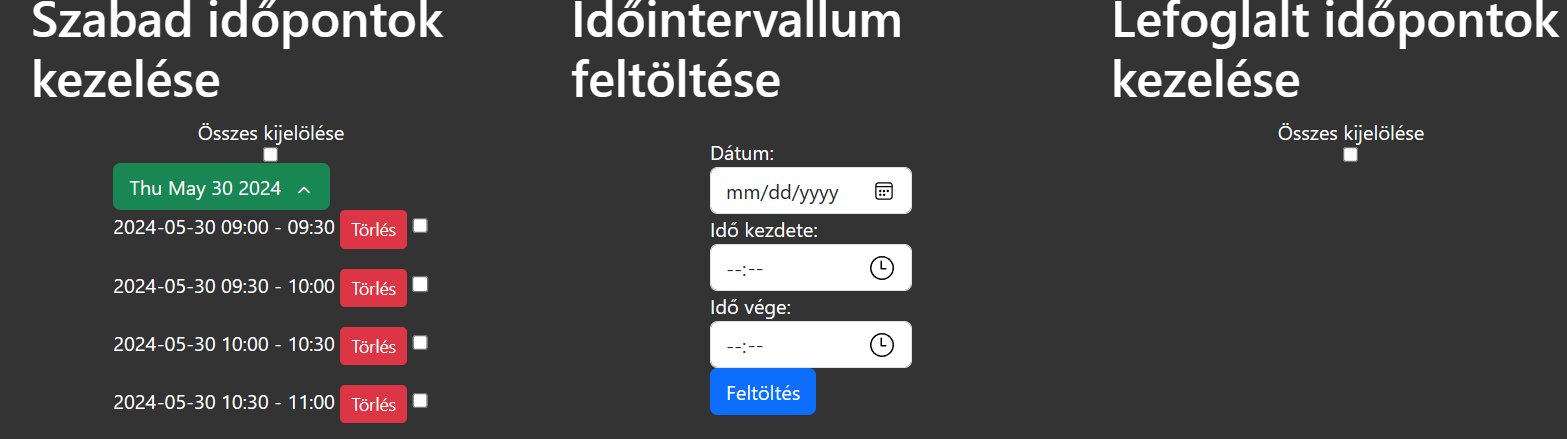 Szabad időpontok
kezelése
Összes kijelölése
Thu May 30 2024
2024-05-30 09:00 - 09:30 Törlés
2024-05-30 09:30 - 10:00 Törlés
2024-05-30 10:00 - 10:30 Törlés
2024-05-30 10:30 - 11:00 Törlés
Időintervallum
feltöltése
Dátum:
mm/dd/yyyy
Idő kezdete:
--:--
Idő vége:
--:--
Feltöltés
Lefoglalt időpontok
kezelése
Összes kijelölése